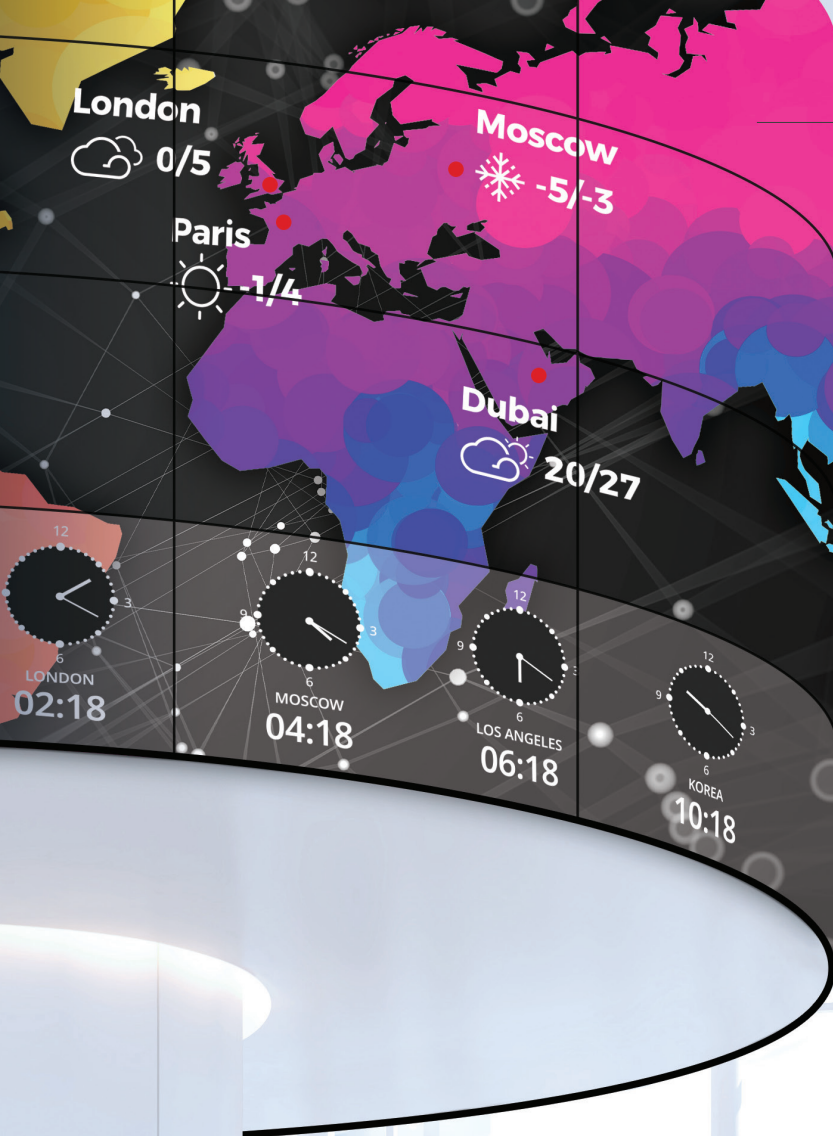 London
0/5
Moscow
-5/-3
Paris
-1/4
Dubai
20/27
12
3
6
LONDON
02:18
12
9
3
6
MOSCOW
04:18
12
9
3
6
LOS ANGELES
06:18
12
9
3
6
KOREA
10:18